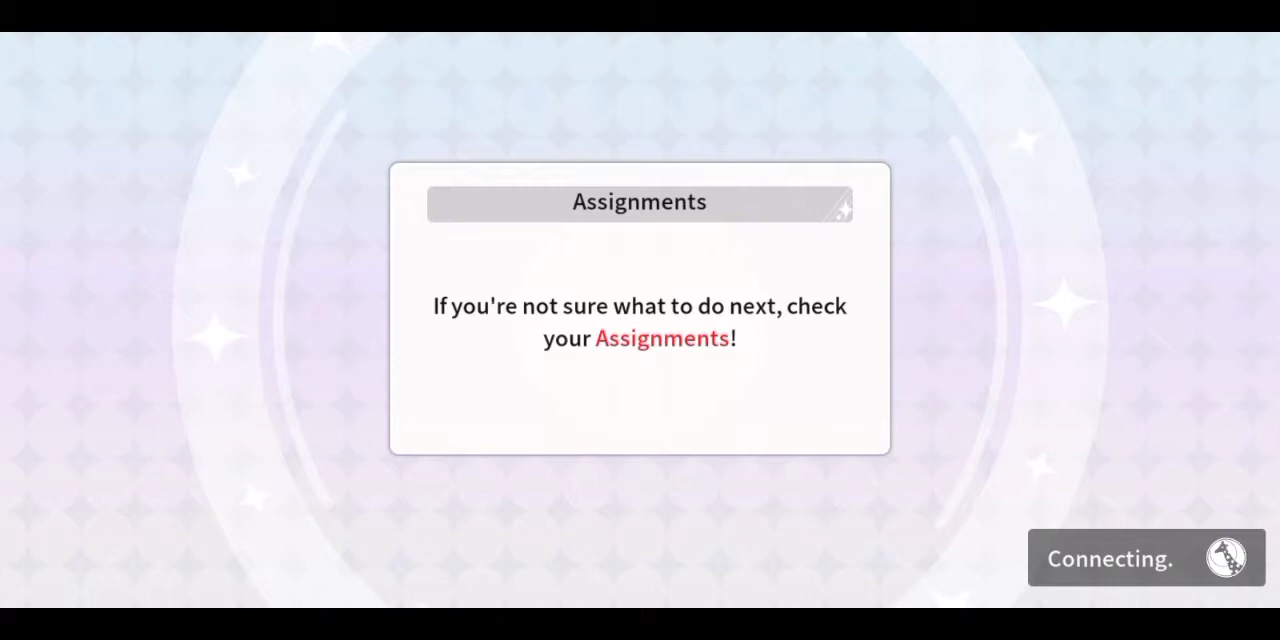 Assignments
If you're not sure what to do next, check
your Assignments!
Connecting.